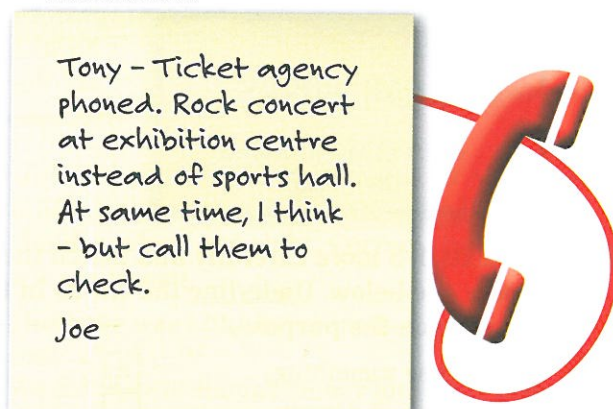 Tony – Ticket agency
phoned. Rock concert
at exhibition centre
instead of sports hall.
At same time, I think
– but call them to
check.
Joe